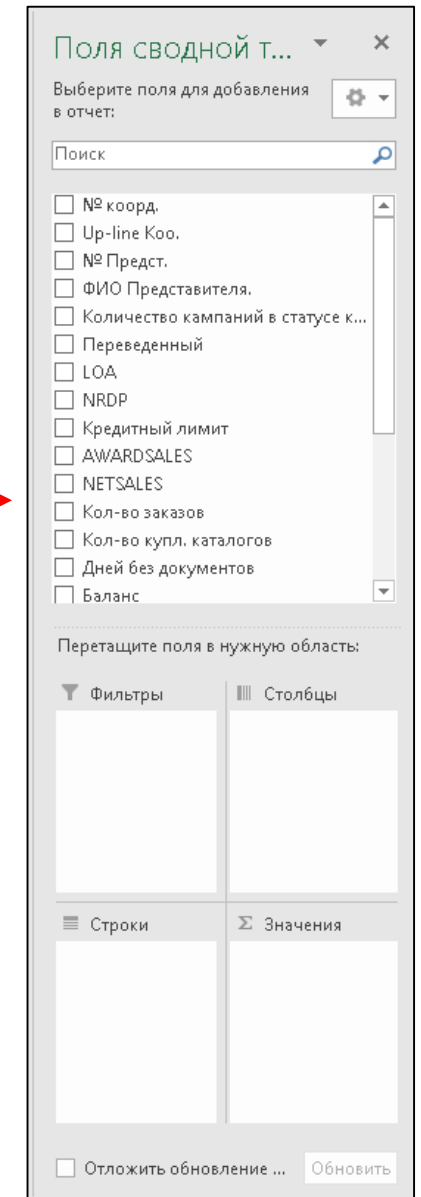 Поля сводной т...
Выберите поля для добавления
в отчет:
Поиск
№ коорд.
Up-line Коо.
№ Предст.
ФИО Представителя.
Количество кампаний в статусе к...
Переведенный
LOA
NRDP
Кредитный лимит
AWARDSALES
NETSALES
Кол-во заказов
Кол-во купл. каталогов
Дней без документов
Баланс
Перетащите поля в нужную область:
Фильтры
Столбцы
Строки
Σ Значения
Отложить обновление ...
Обновить